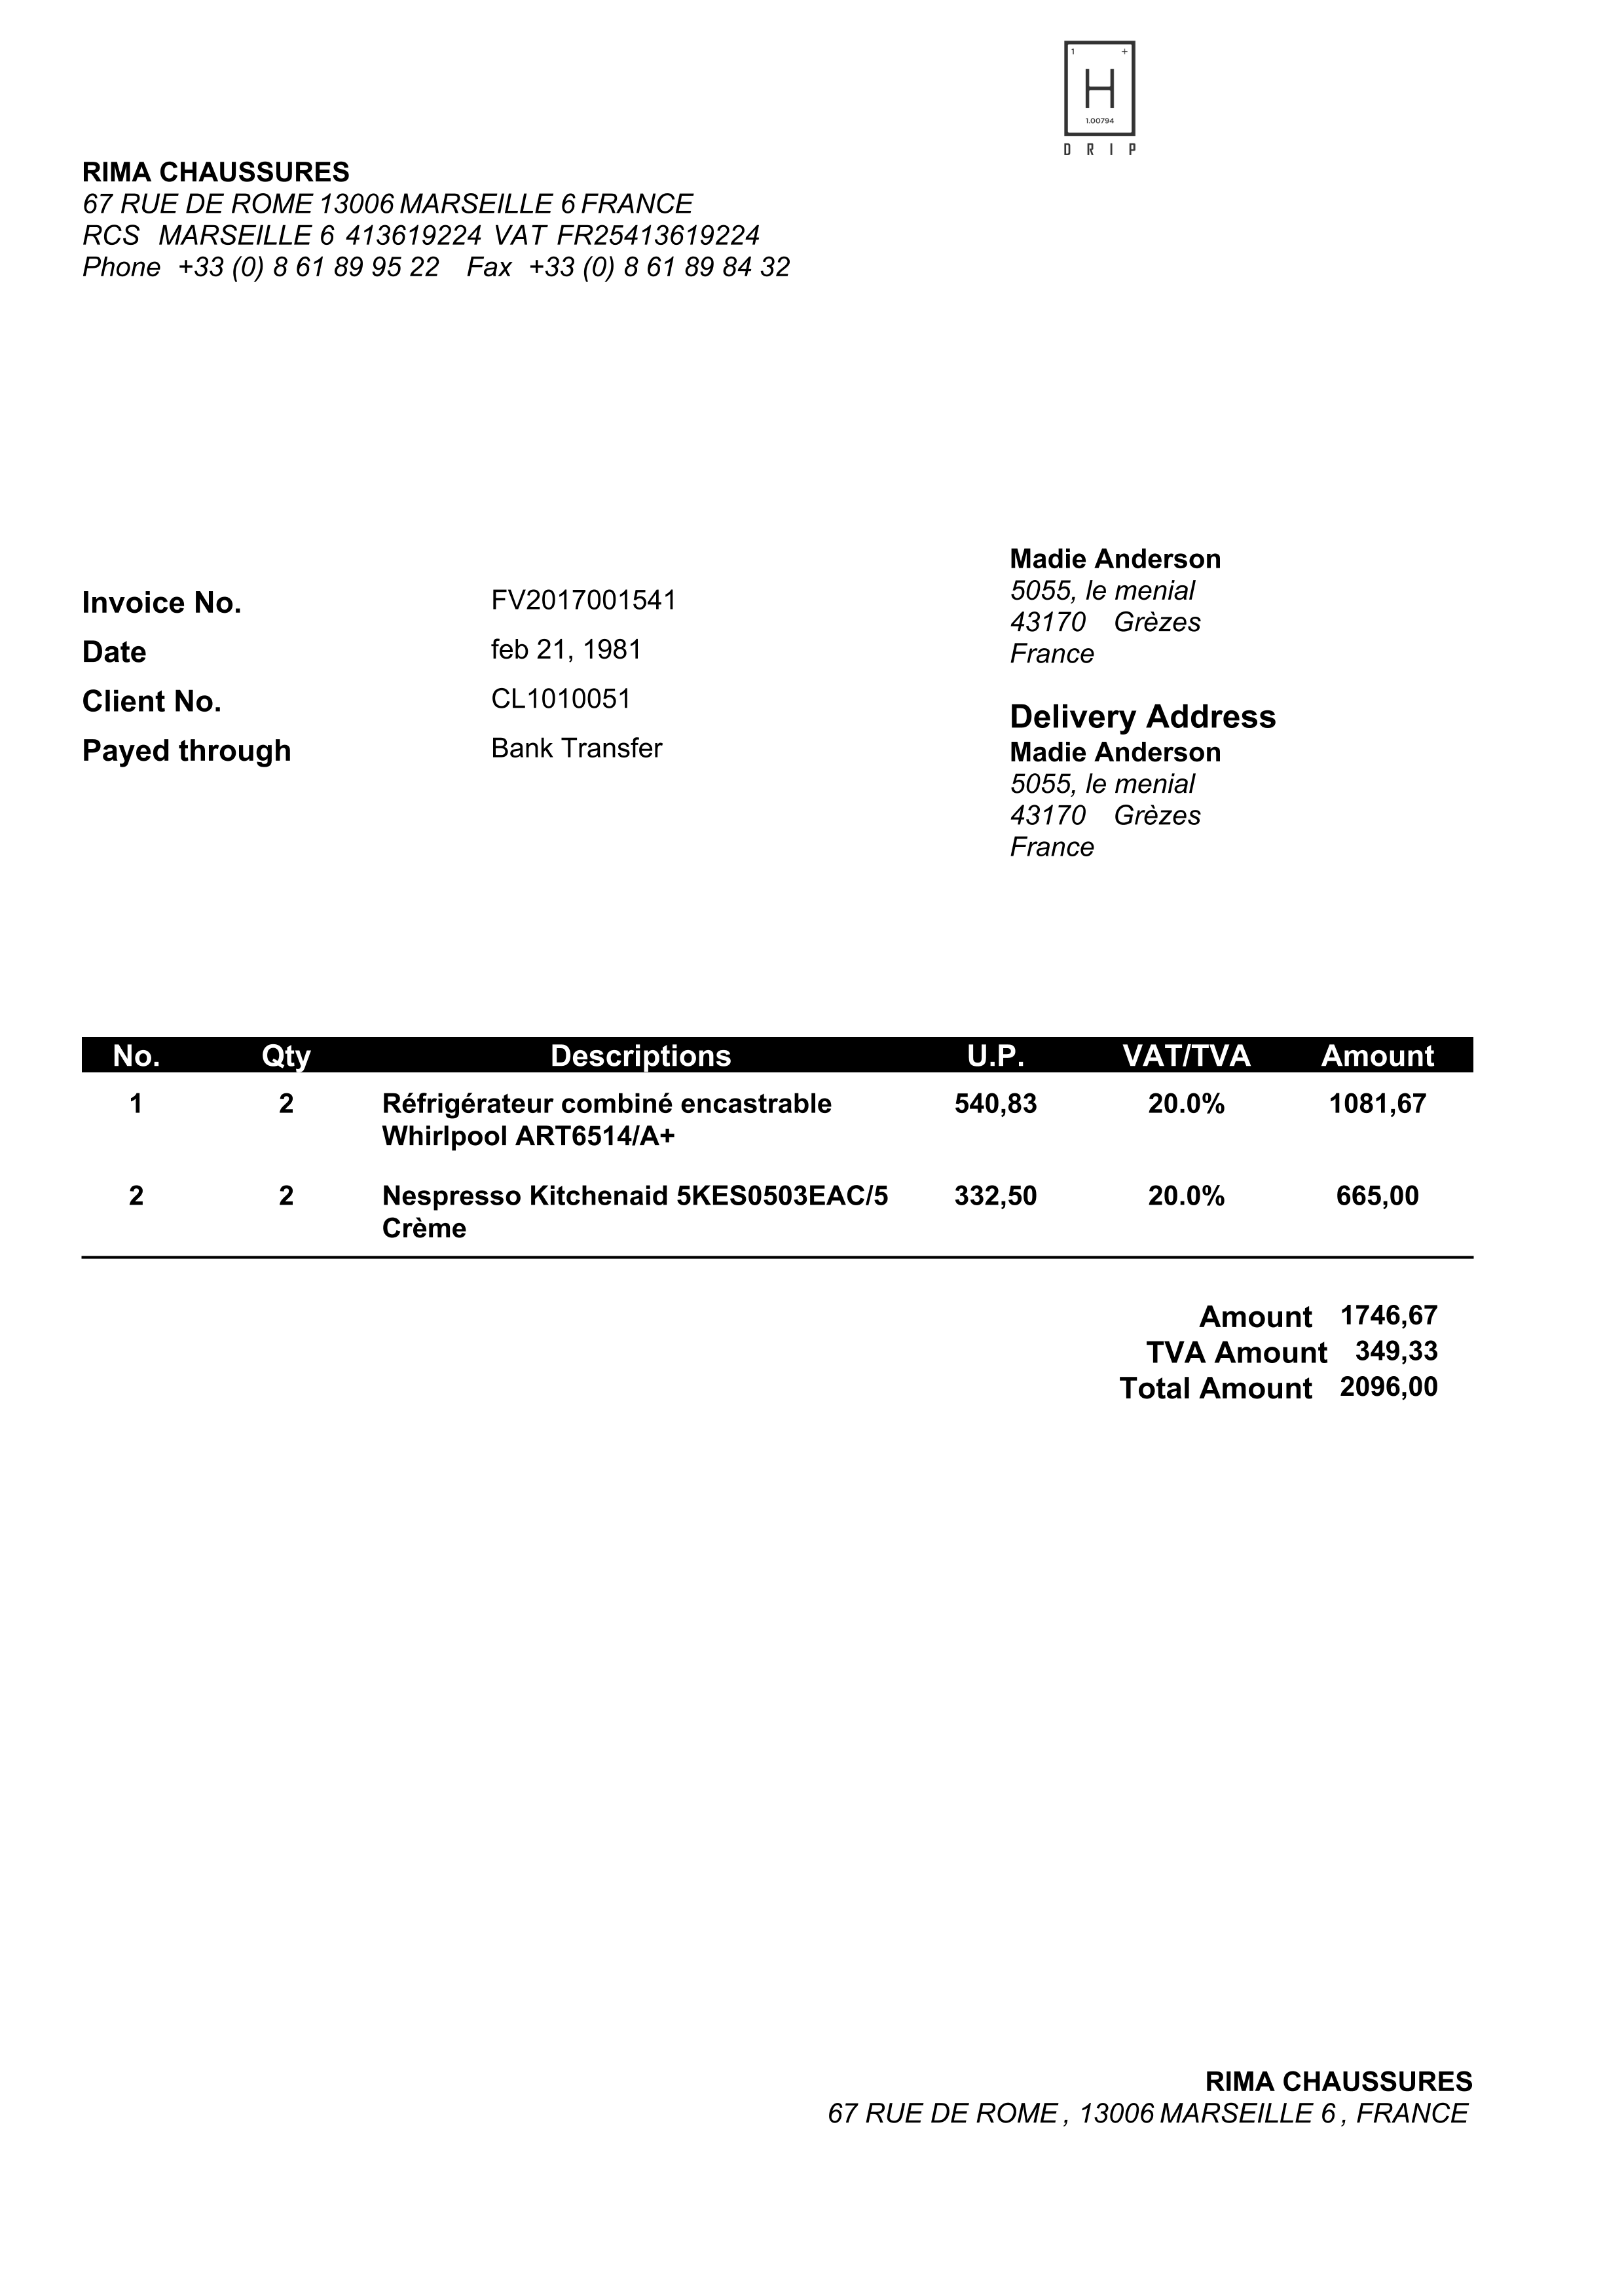 1 +
H
1.00794
DRIP
RIMA CHAUSSURES
67 RUE DE ROME 13006 MARSEILLE 6 FRANCE
RCS MARSEILLE 6 413619224 VAT FR25413619224
Phone +33 (0) 8 61 89 95 22 Fax +33 (0) 8 61 89 84 32
Invoice No. FV2017001541
Date feb 21, 1981
Client No. CL1010051
Payed through Bank Transfer
Madie Anderson
5055, le menial
43170 Grèzes
France
Delivery Address
Madie Anderson
5055, le menial
43170 Grèzes
France
No. Qty Descriptions U.P. VAT/TVA Amount
1 2 Réfrigérateur combiné encastrable 540,83 20.0% 1081,67
Whirlpool ART6514/A+
2 2 Nespresso Kitchenaid 5KES0503EAC/5 332,50 20.0% 665,00
Crème
Amount 1746,67
TVA Amount 349,33
Total Amount 2096,00
RIMA CHAUSSURES
67 RUE DE ROME , 13006 MARSEILLE 6 , FRANCE